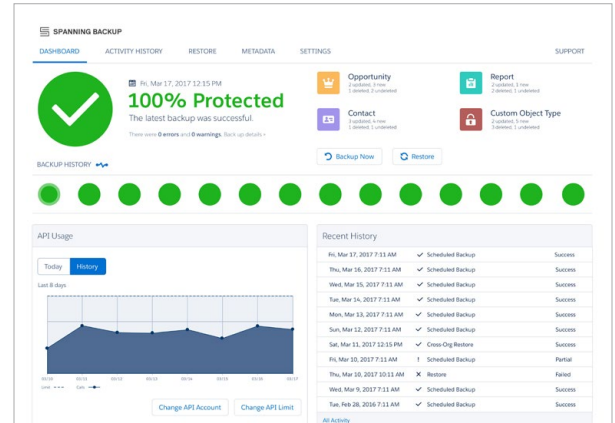 SPANNING BACKUP
DASHBOARD ACTIVITY HISTORY RESTORE METADATA SETTINGS SUPPORT
Fri, Mar 17, 2017 12:15 PM
100% Protected
The latest backup was successful.
There were 0 errors and 0 warnings. Back up details »
Opportunity
2 updated, 3 new
1 deleted, 2 undeleted
Report
2 updated, 1 new
2 deleted, 1 undeleted
Contact
3 updated, 4 new
1 deleted, 1 undeleted
Custom Object Type
2 updated, 5 new
3 deleted, 1 undeleted
Backup Now Restore
BACKUP HISTORY
API Usage
Today History
Last 8 days
Change API Account Change API Limit
Recent History
Fri, Mar 17, 2017 7:11 AM Scheduled Backup Success
Thu, Mar 16, 2017 7:11 AM Scheduled Backup Success
Wed, Mar 15, 2017 7:11 AM Scheduled Backup Success
Tue, Mar 14, 2017 7:11 AM Scheduled Backup Success
Mon, Mar 13, 2017 7:11 AM Scheduled Backup Success
Sun, Mar 12, 2017 7:11 AM Scheduled Backup Success
Sat, Mar 11, 2017 12:15 PM Cross-Org Restore Success
Fri, Mar 10, 2017 7:11 AM Scheduled Backup Partial
Thu, Mar 10, 2017 10:11 AM Restore Failed
Wed, Mar 9, 2017 7:11 AM Scheduled Backup Success
Tue, Feb 28, 2016 7:11 AM Scheduled Backup Success
All Activity